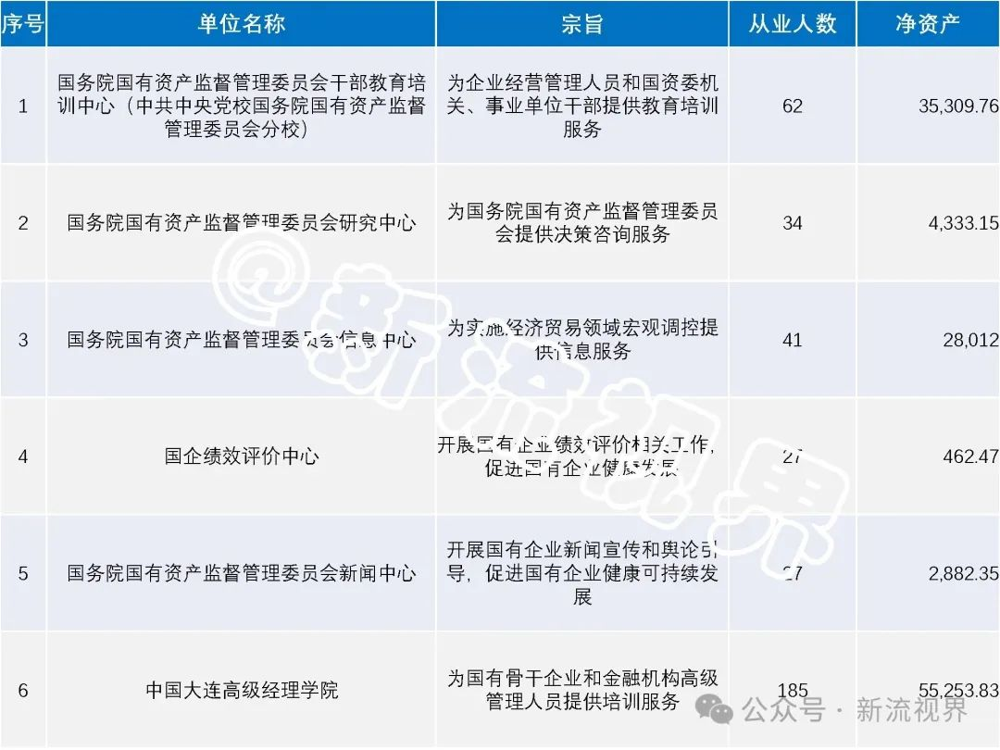 序号 单位名称 宗旨 从业人数 净资产
国务院国有资产监督管理委员会干部教育培
训中心（中共中央党校国务院国有资产监督
管理委员会分校）
1
为企业经营管理人员和国资委机
关、事业单位干部提供教育培训
服务
62 35,309.76
2 国务院国有资产监督管理委员会研究中心
为国务院国有资产监督管理委员
会提供决策咨询服务
34 4,333.15
3 国务院国有资产监督管理委员会信息中心
为实施经济贸易领域宏观调控提
供信息服务
41 28,012
4 国企绩效评价中心
开展国有企业绩效评价相关工作，
促进国有企业健康发展
27 462.47
5 国务院国有资产监督管理委员会新闻中心
开展国有企业新闻宣传和舆论引
导，促进国有企业健康可持续发
展
27 2,882.35
6 中国大连高级经理学院
为国有骨干企业和金融机构高级
管理人员提供培训服务
185 55,253.83
@新流视界
公众号·新流视界